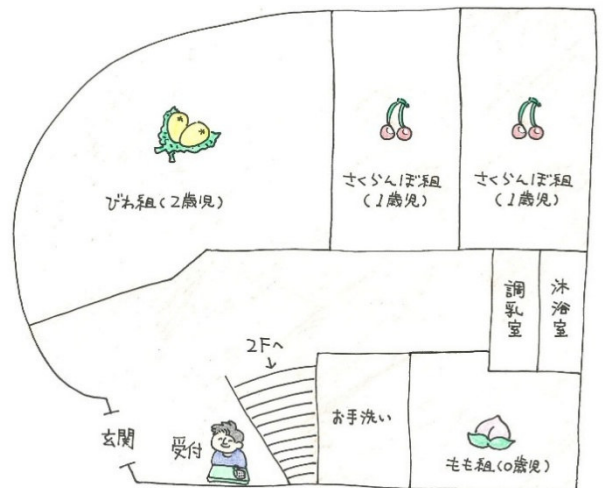 びわ組(2歳児)
さくらんぼ組
(1歳児)
さくらんぼ組
(1歳児)
調乳室
沐浴室
2Fへ
↓
玄関
受付
お手洗い
もも組(0歳児)